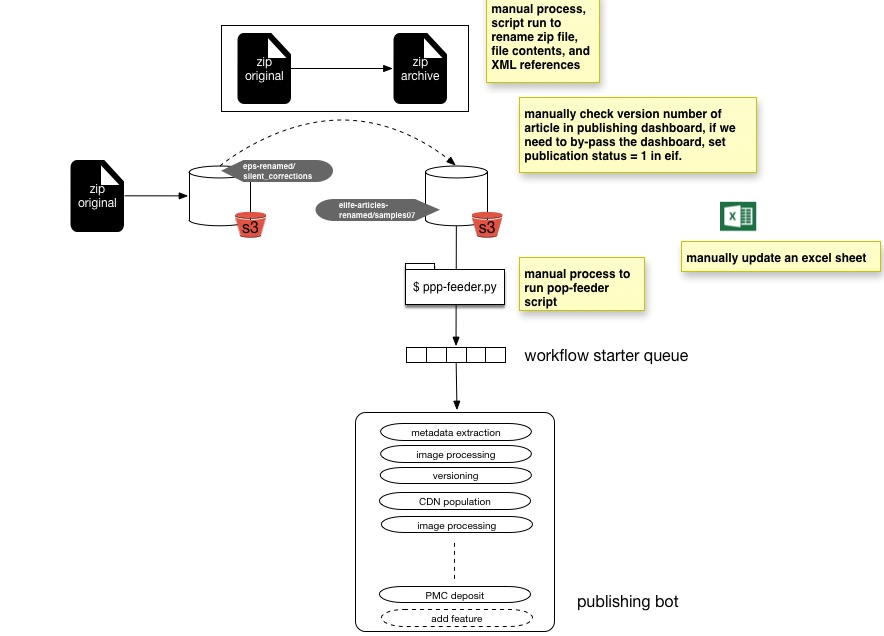 manual process,
script run to
rename zip file,
file contents, and
XML references
zip
original
zip
archive
manually check version number of
article in publishing dashboard, if we
need to by-pass the dashboard, set
publication status = 1 in eif.
eps-renamed/
silent_corrections
zip
original
elife-articles-
renamed/samples07
s3
s3
X
manually update an excel sheet
$ ppp-feeder.py
manual process to
run pop-feeder
script
workflow starter queue
metadata extraction
image processing
versioning
CDN population
image processing
PMC deposit
add feature
publishing bot